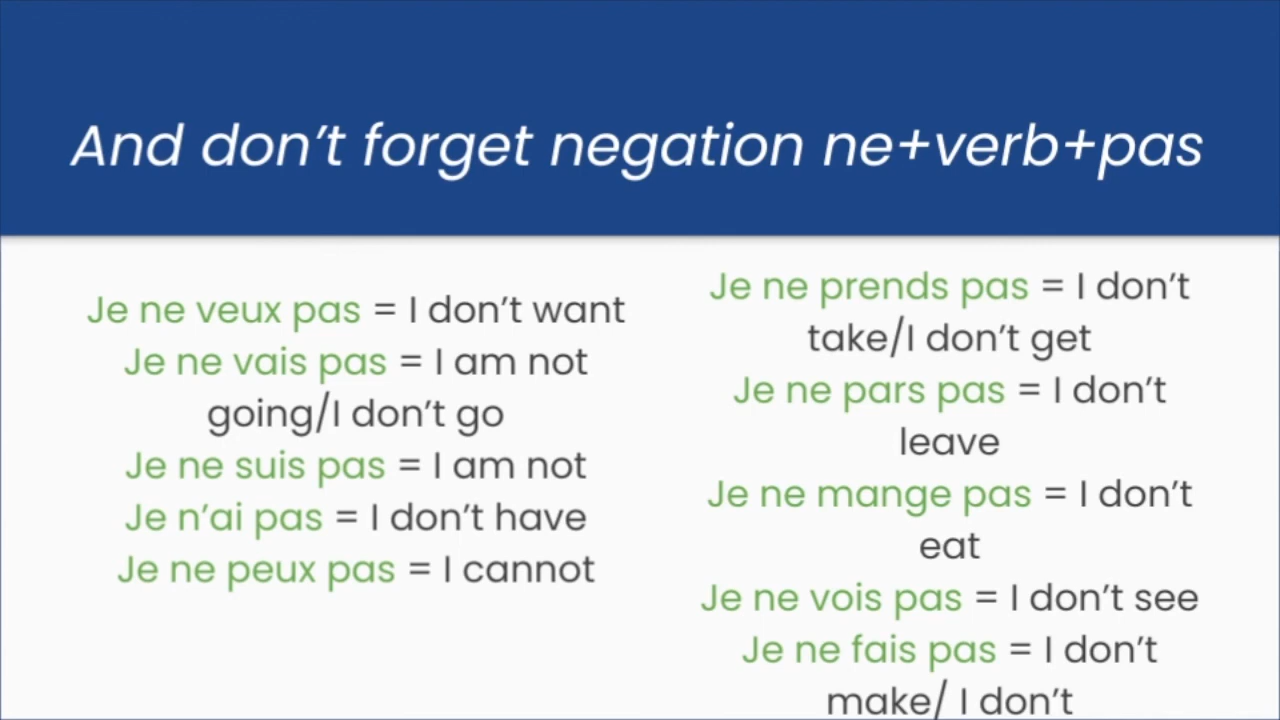 And don’t forget negation ne+verb+pas
Je ne veux pas = I don’t want
Je ne vais pas = I am not
going/I don’t go
Je ne suis pas = I am not
Je n’ai pas = I don’t have
Je ne peux pas = I cannot
Je ne prends pas = I don’t
take/I don’t get
Je ne pars pas = I don’t
leave
Je ne mange pas = I don’t
eat
Je ne vois pas = I don’t see
Je ne fais pas = I don’t
make/ I don’t